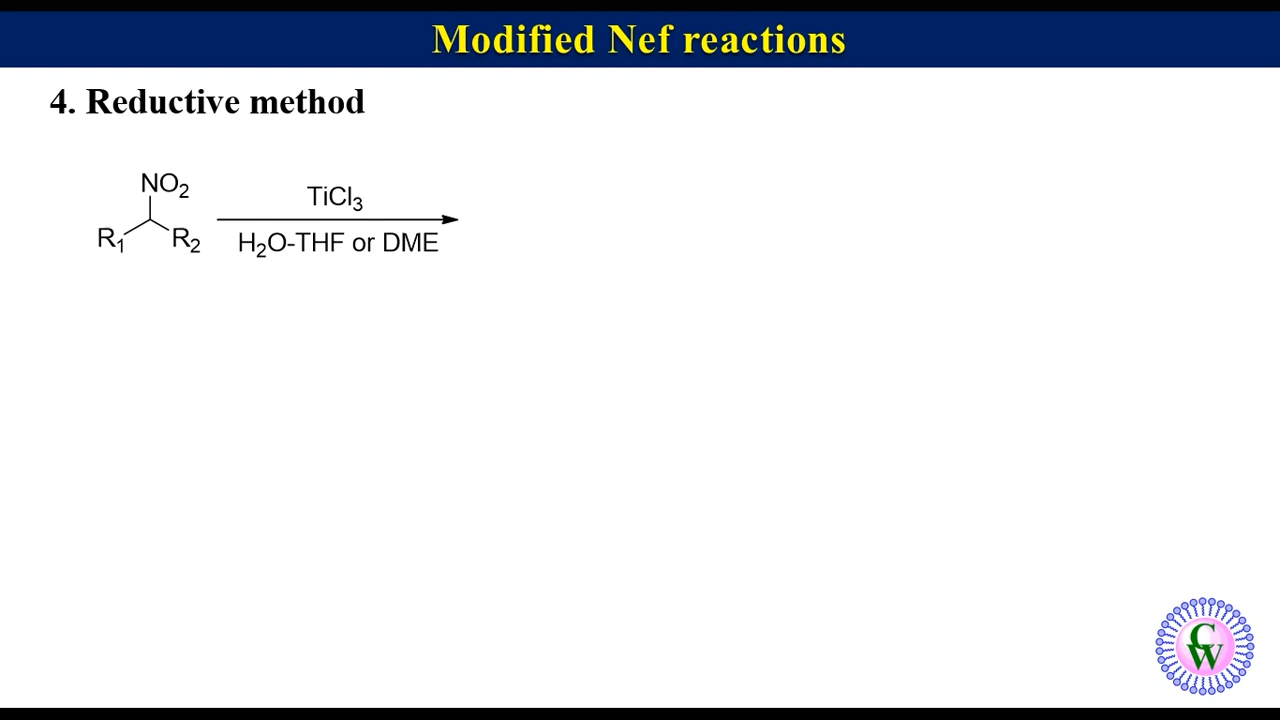 Modified Nef reactions
4. Reductive method
NO₂
TiCl₃
R₁ R₂
H₂O-THF or DME
CW